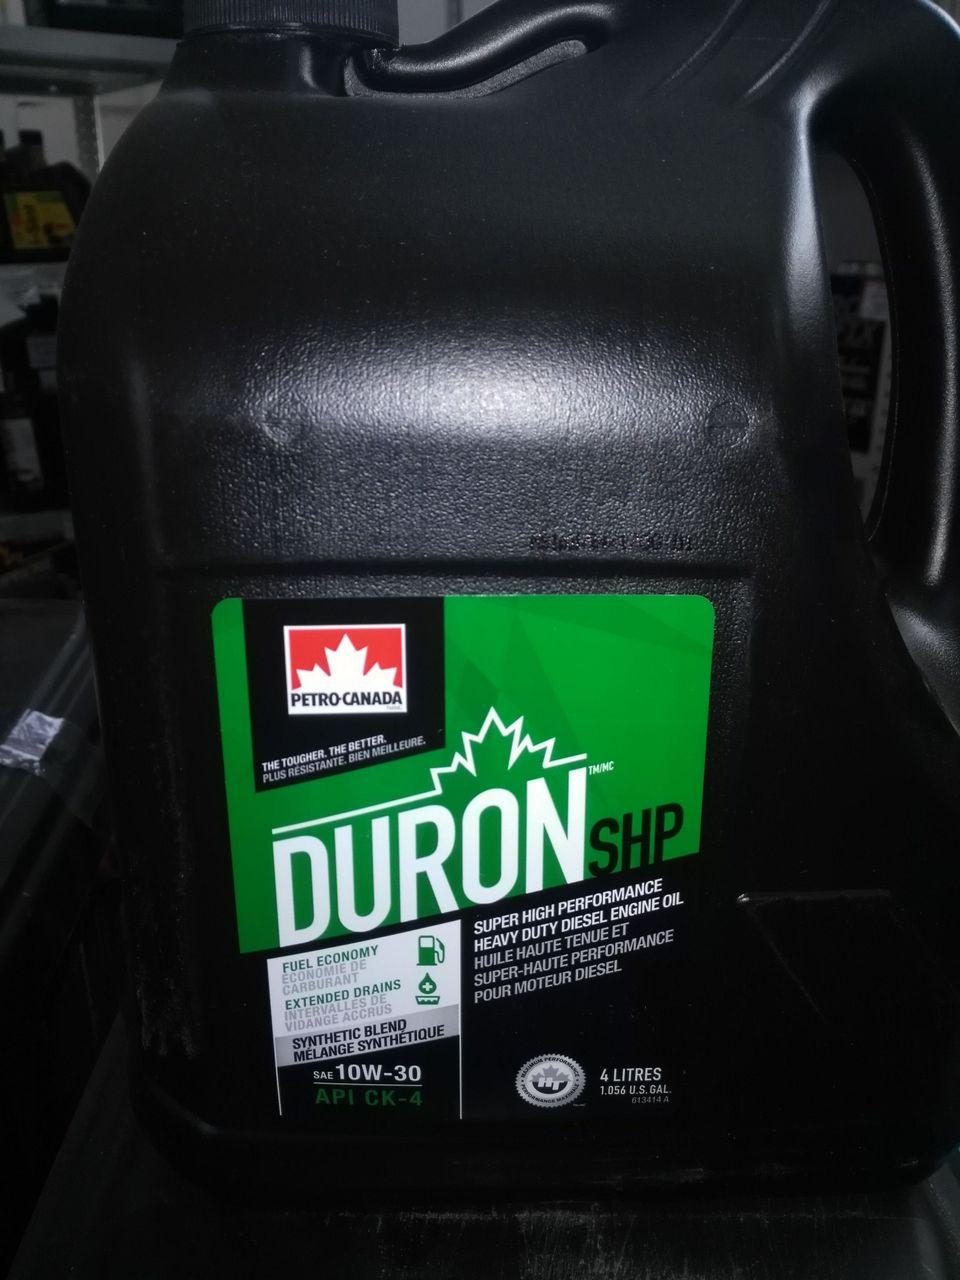 PETRO-CANADA
THE TOUGHER. THE BETTER.
PLUS RÉSISTANTE. BIEN MEILLEURE.
DURON TM/MC
SHP
SUPER HIGH PERFORMANCE
HEAVY DUTY DIESEL ENGINE OIL
HUILE HAUTE TENUE ET
SUPER-HAUTE PERFORMANCE
POUR MOTEUR DIESEL
FUEL ECONOMY
ÉCONOMIE DE
CARBURANT
EXTENDED DRAINS
INTERVALLES DE
VIDANGE ACCRUS
SYNTHETIC BLEND
MÉLANGE SYNTHÉTIQUE
SAE 10W-30
API CK-4
HT
4 LITRES
1.056 U.S. GAL.
613414 A